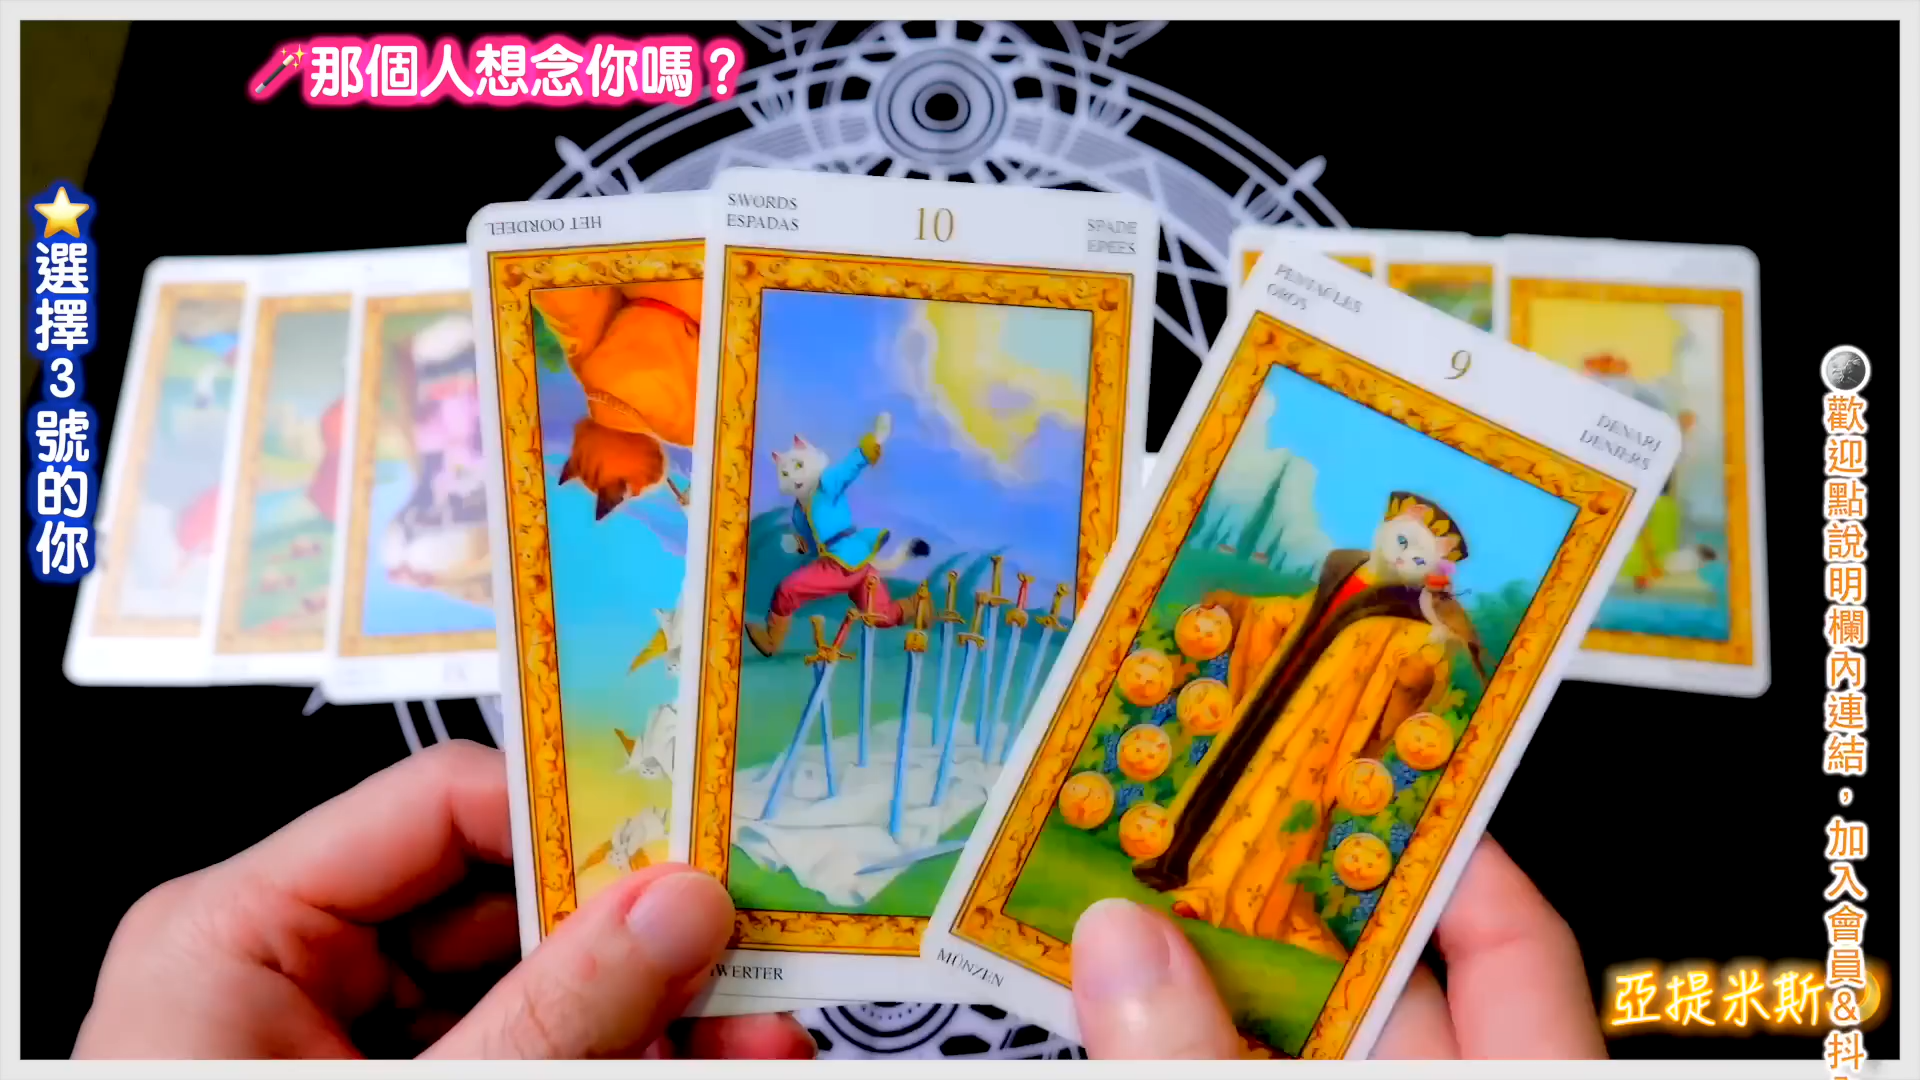 🪄那個人想念你嗎？
⭐選擇3號的你
HET OORDEEL
SWORDS
ESPADAS
10
SPADE
EPEES
PENTACLES
OROS
9
DENARI
DENIERS
WERTER
MÜNZEN
歡迎點說明欄內連結，加入會員&抖
亞提米斯